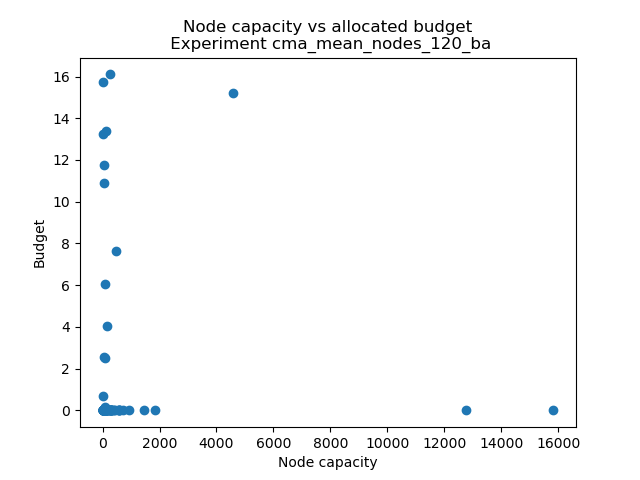 Node capacity vs allocated budget
Experiment cma_mean_nodes_120_ba
16
14
12
10
8
6
4
2
0
Budget
0 2000 4000 6000 8000 10000 12000 14000 16000
Node capacity